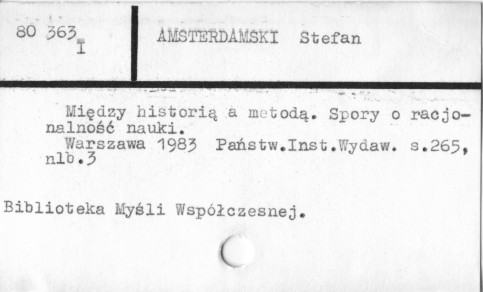 80 363
I
AMSTERDAMSKI Stefan
Między historią a metodą. Spory o racjo-
nalność nauki.
Warszawa 1983 Państw.Inst.Wydaw. s.265,
nlb.3
Biblioteka Myśli Współczesnej.